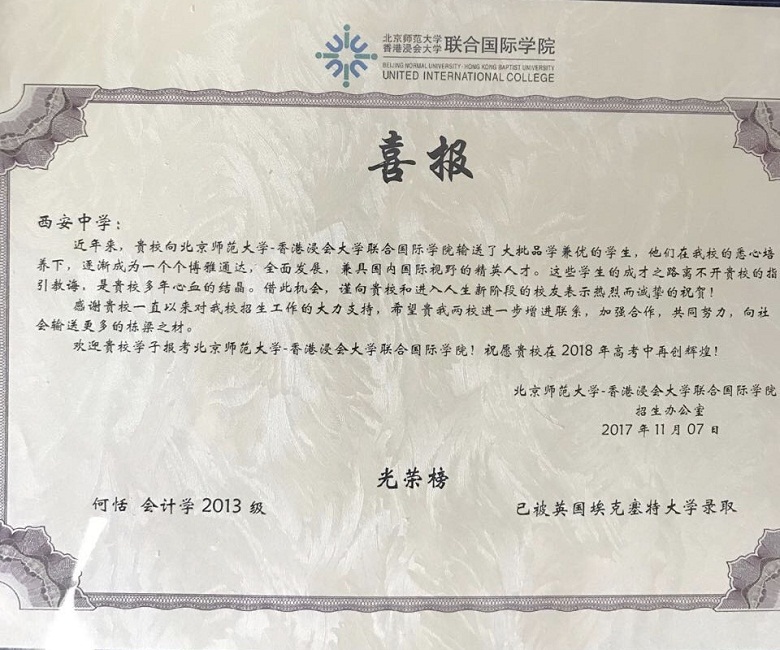 北京师范大学
香港浸会大学
联合国际学院
BEIJING NORMAL UNIVERSITY · HONG KONG BAPTIST UNIVERSITY
UNITED INTERNATIONAL COLLEGE
喜报
西安中学：
近年来，贵校向北京师范大学-香港浸会大学联合国际学院输送了大批品学兼优的学生，他们在我校的悉心培
养下，逐渐成为一个个博雅通达，全面发展，兼具国内国际视野的精英人才。这些学生的成才之路离不开贵校的指
引教诲，是贵校多年心血的结晶。借此机会，谨向贵校和进入人生新阶段的校友表示热烈而诚挚的祝贺！
感谢贵校一直以来对我校招生工作的大力支持，希望贵我两校进一步增进联系，加强合作，共同努力，向社
会输送更多的栋梁之材。
欢迎贵校学子报考北京师范大学-香港浸会大学联合国际学院！祝愿贵校在2018年高考中再创辉煌！
北京师范大学-香港浸会大学联合国际学院
招生办公室
2017年11月07日
光荣榜
何恬 会计学2013级 已被英国埃克塞特大学录取